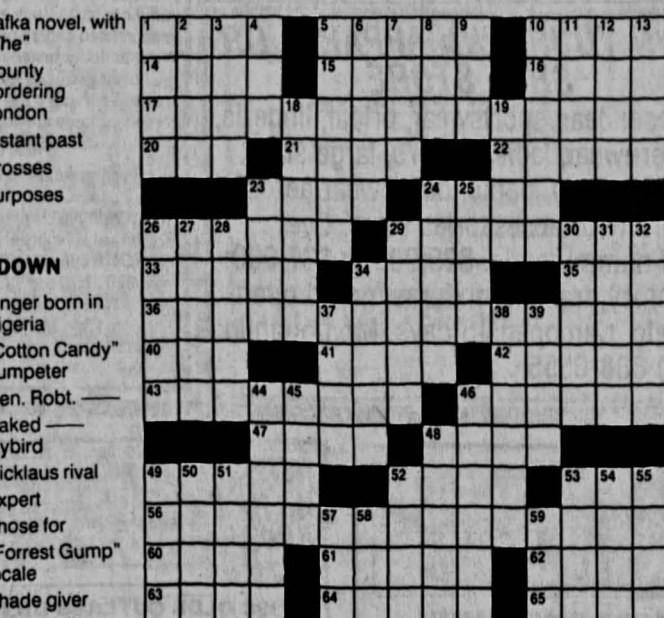 afka novel, with
he"
ounty
ordering
ondon
stant past
rosses
urposes
DOWN
nger born in
igeria
Cotton Candy"
umpeter
en. Robt. —
aked —
ybird
icklaus rival
xpert
hose for
Forrest Gump"
cale
hade giver
1 2 3 4 5 6 7 8 9 10 11 12 13
14 15 16
17 18 19
20 21 22
23 24 25
26 27 28 29 30 31 32
33 34 35
36 37 38 39
40 41 42
43 44 45 46
47 48
49 50 51 52 53 54 55
56 57 58 59
60 61 62
63 64 65